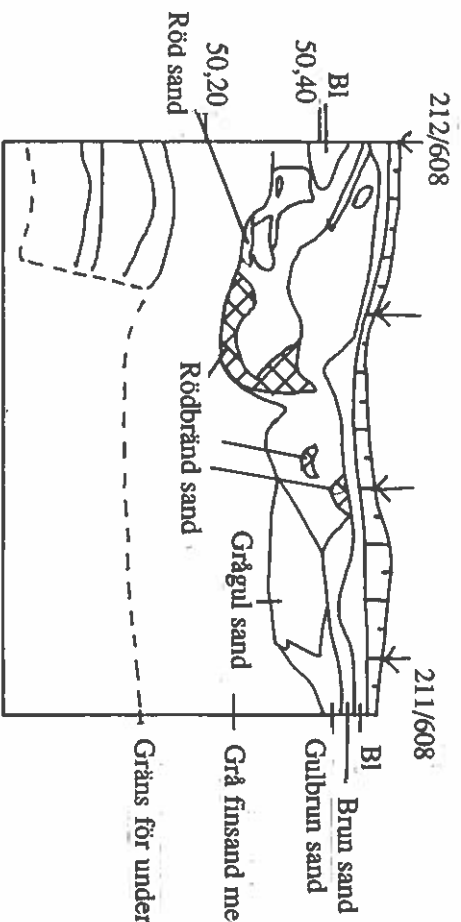 212/608
211/608
Bl
50,40
50,20
Röd sand
Rödbränd sand
Grågul sand
Bl
Brun sand
Gulbrun sand
Grå finsand me
Gräns för under